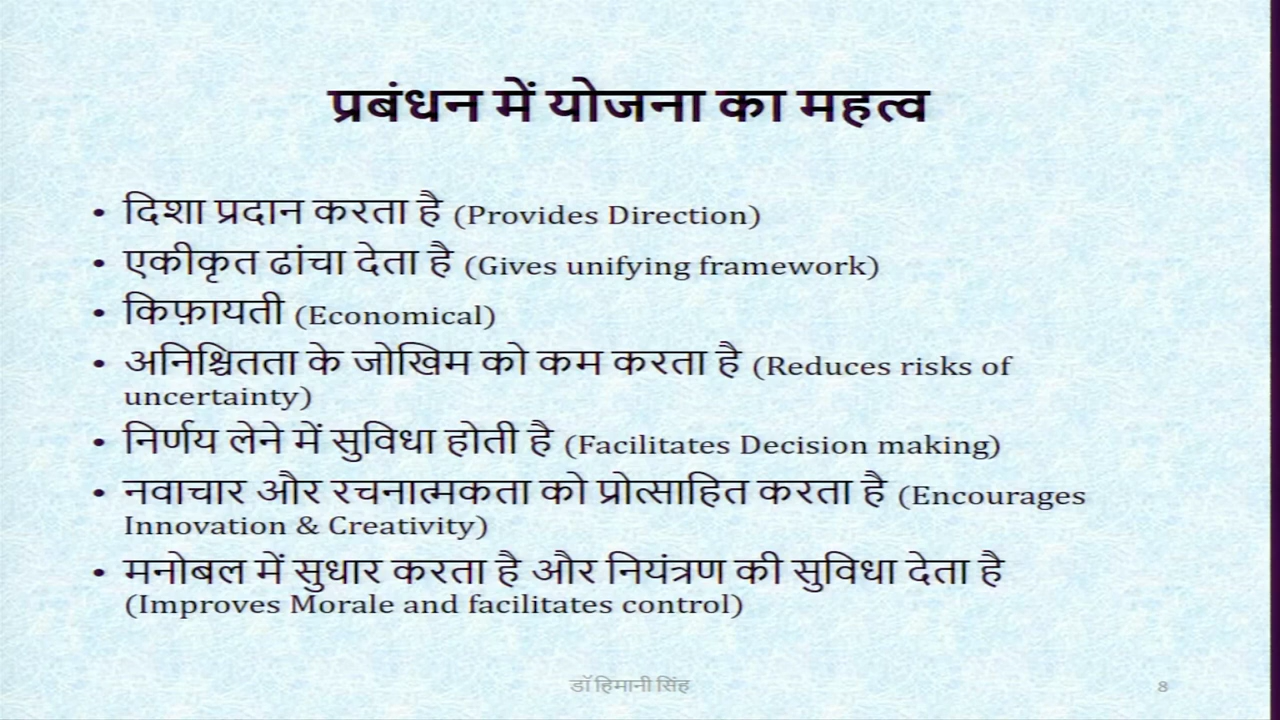 प्रबंधन में योजना का महत्व
• दिशा प्रदान करता है (Provides Direction)
• एकीकृत ढांचा देता है (Gives unifying framework)
• किफ़ायती (Economical)
• अनिश्चितता के जोखिम को कम करता है (Reduces risks of
uncertainty)
• निर्णय लेने में सुविधा होती है (Facilitates Decision making)
• नवाचार और रचनात्मकता को प्रोत्साहित करता है (Encourages
Innovation & Creativity)
• मनोबल में सुधार करता है और नियंत्रण की सुविधा देता है
(Improves Morale and facilitates control)
डॉ हिमानी सिंह
8